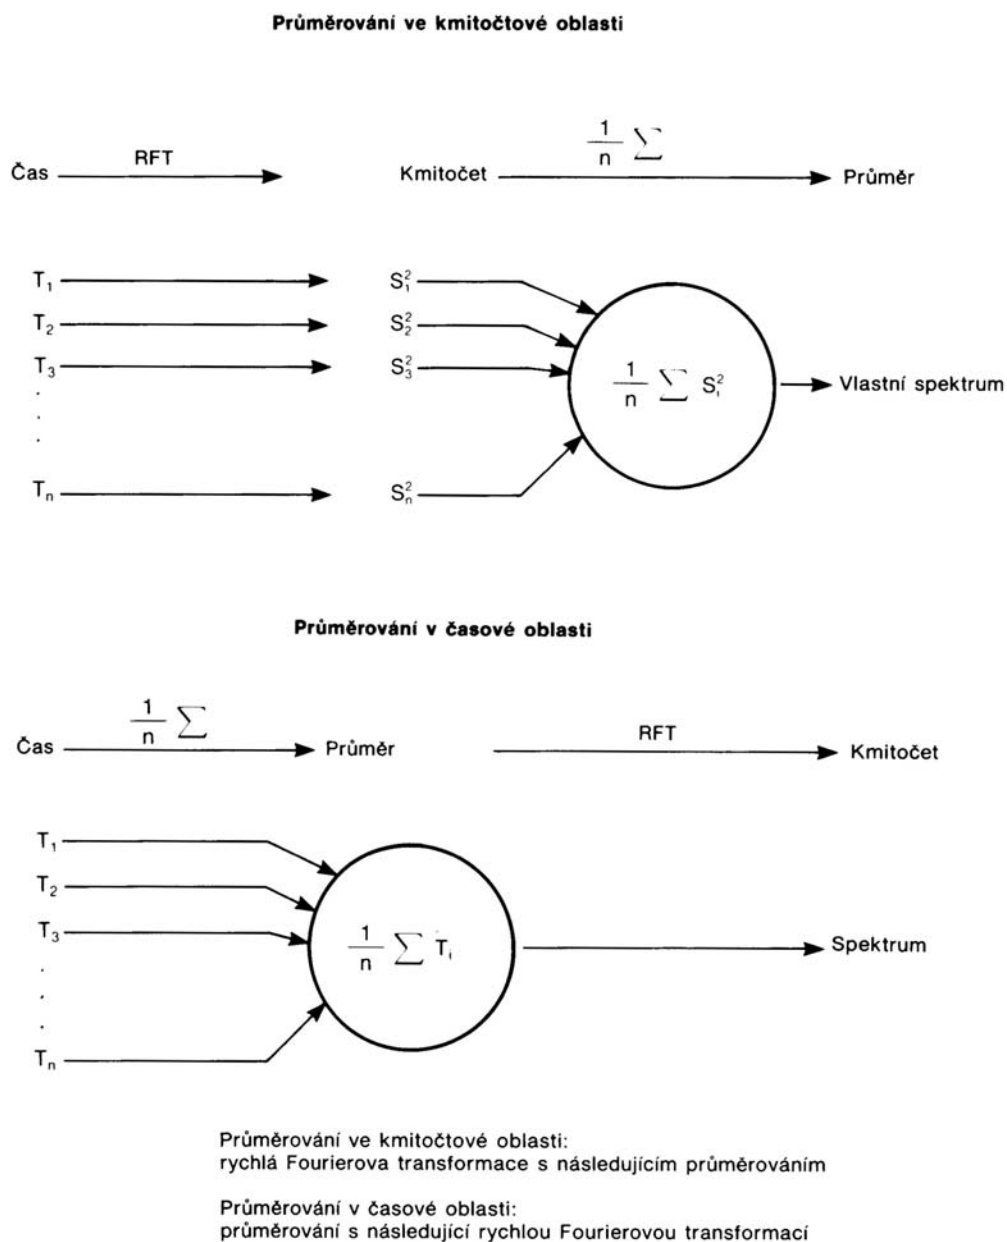 Průměrování ve kmitočtové oblasti
1/n ∑
Čas RFT Kmitočet Průměr
T₁ S₁²
T₂ S₂²
T₃ S₃²
.
.
.
Tₙ Sₙ²
1/n ∑ Sᵢ² Vlastní spektrum
Průměrování v časové oblasti
1/n ∑
Čas Průměr RFT Kmitočet
T₁
T₂
T₃
.
.
.
Tₙ
1/n ∑ Tᵢ Spektrum
Průměrování ve kmitočtové oblasti:
rychlá Fourierova transformace s následujícím průměrováním
Průměrování v časové oblasti:
průměrování s následující rychlou Fourierovou transformací